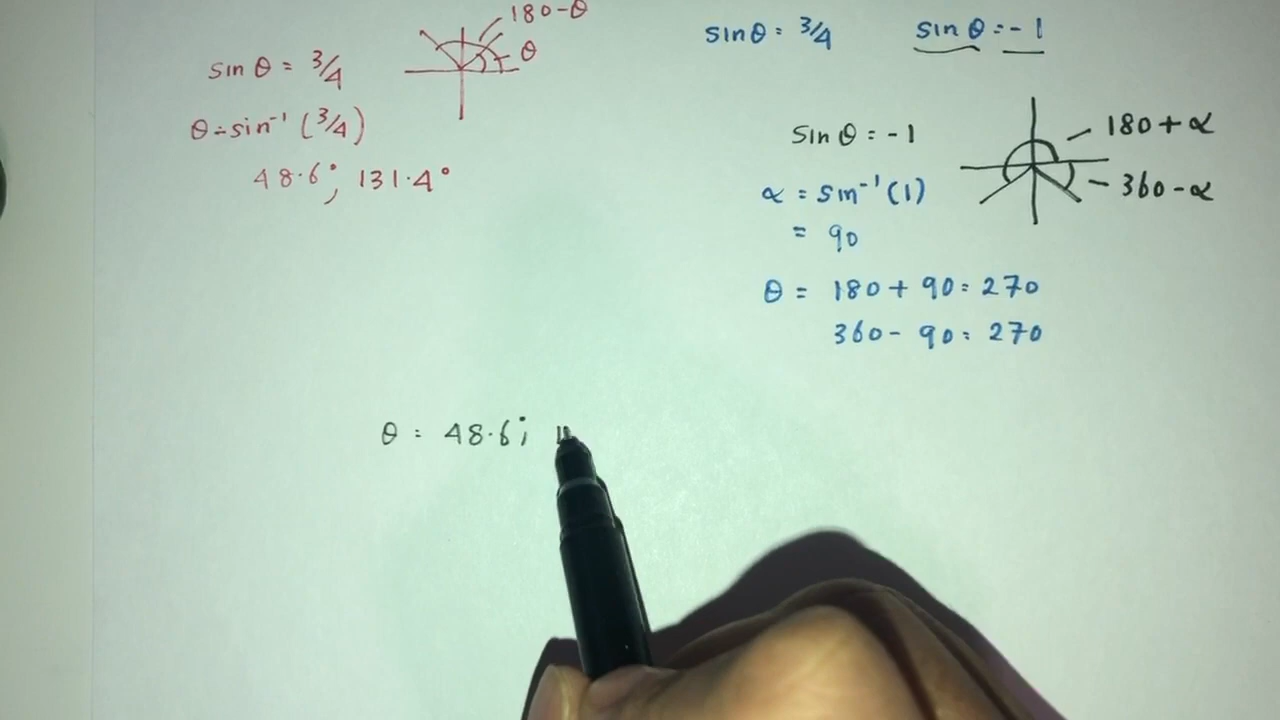 180-θ
θ
sin θ = 3/4
θ = sin⁻¹ (3/4)
48.6°, 131.4°
sin θ = 3/4 sin θ = -1
sin θ = -1
180 + α
360 - α
α = sin⁻¹ (1)
= 90
θ = 180 + 90 = 270
360 - 90 = 270
θ = 48.6°,